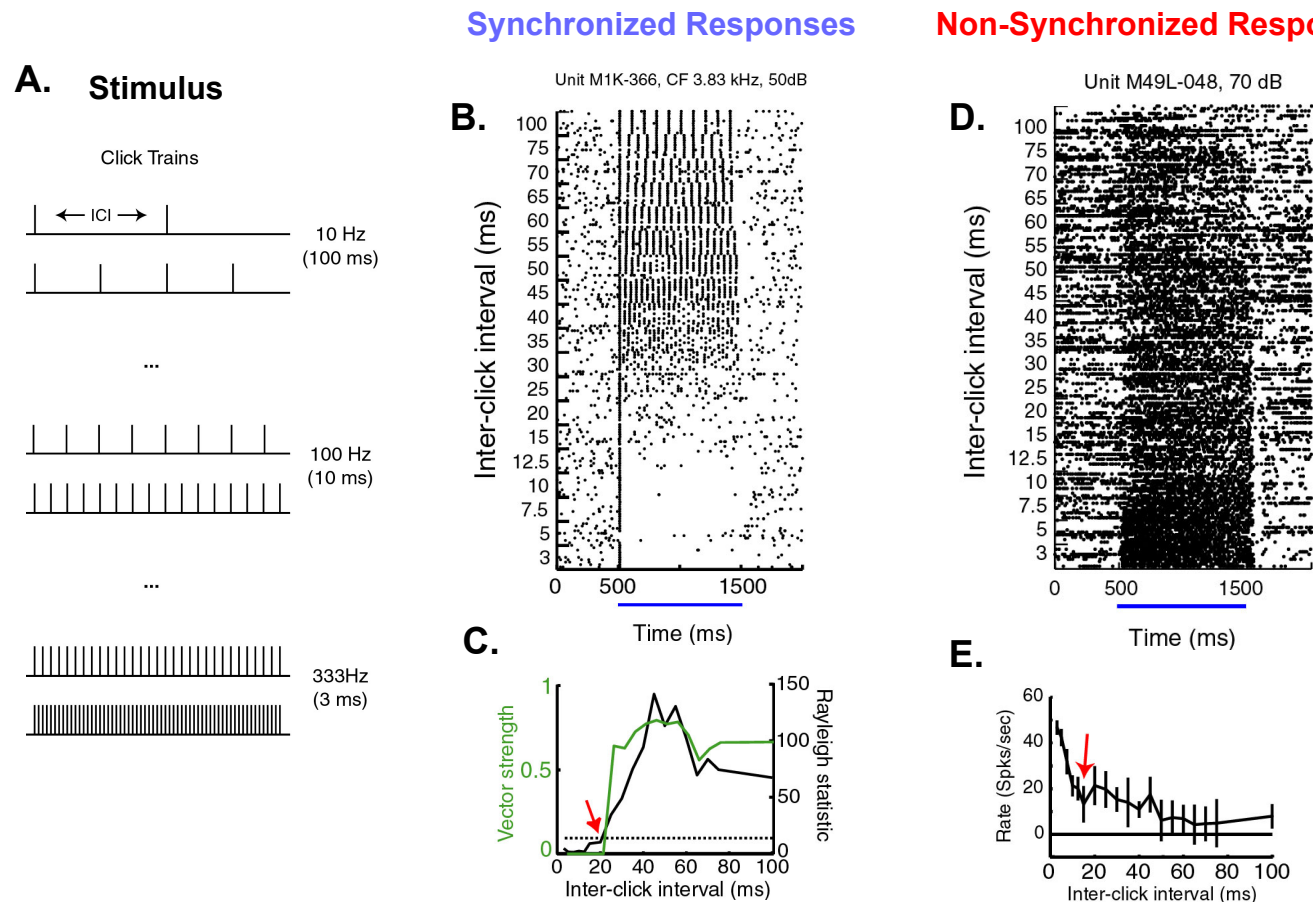 Synchronized Responses
Non-Synchronized Respo
A. Stimulus
Click Trains
ICI
10 Hz
(100 ms)
...
100 Hz
(10 ms)
...
333Hz
(3 ms)
B.
Unit M1K-366, CF 3.83 kHz, 50dB
Inter-click interval (ms)
100
75
70
65
60
55
50
45
40
35
30
25
20
15
12.5
10
7.5
5
3
0 500 1500
Time (ms)
C.
Vector strength
1
0.5
0
Rayleigh statistic
150
100
50
0
0 20 40 60 80 100
Inter-click interval (ms)
D.
Unit M49L-048, 70 dB
Inter-click interval (ms)
100
75
70
65
60
55
50
45
40
35
30
25
20
15
12.5
10
7.5
5
3
0 500 1500
Time (ms)
E.
Rate (Spks/sec)
60
40
20
0
0 20 40 60 80 100
Inter-click interval (ms)